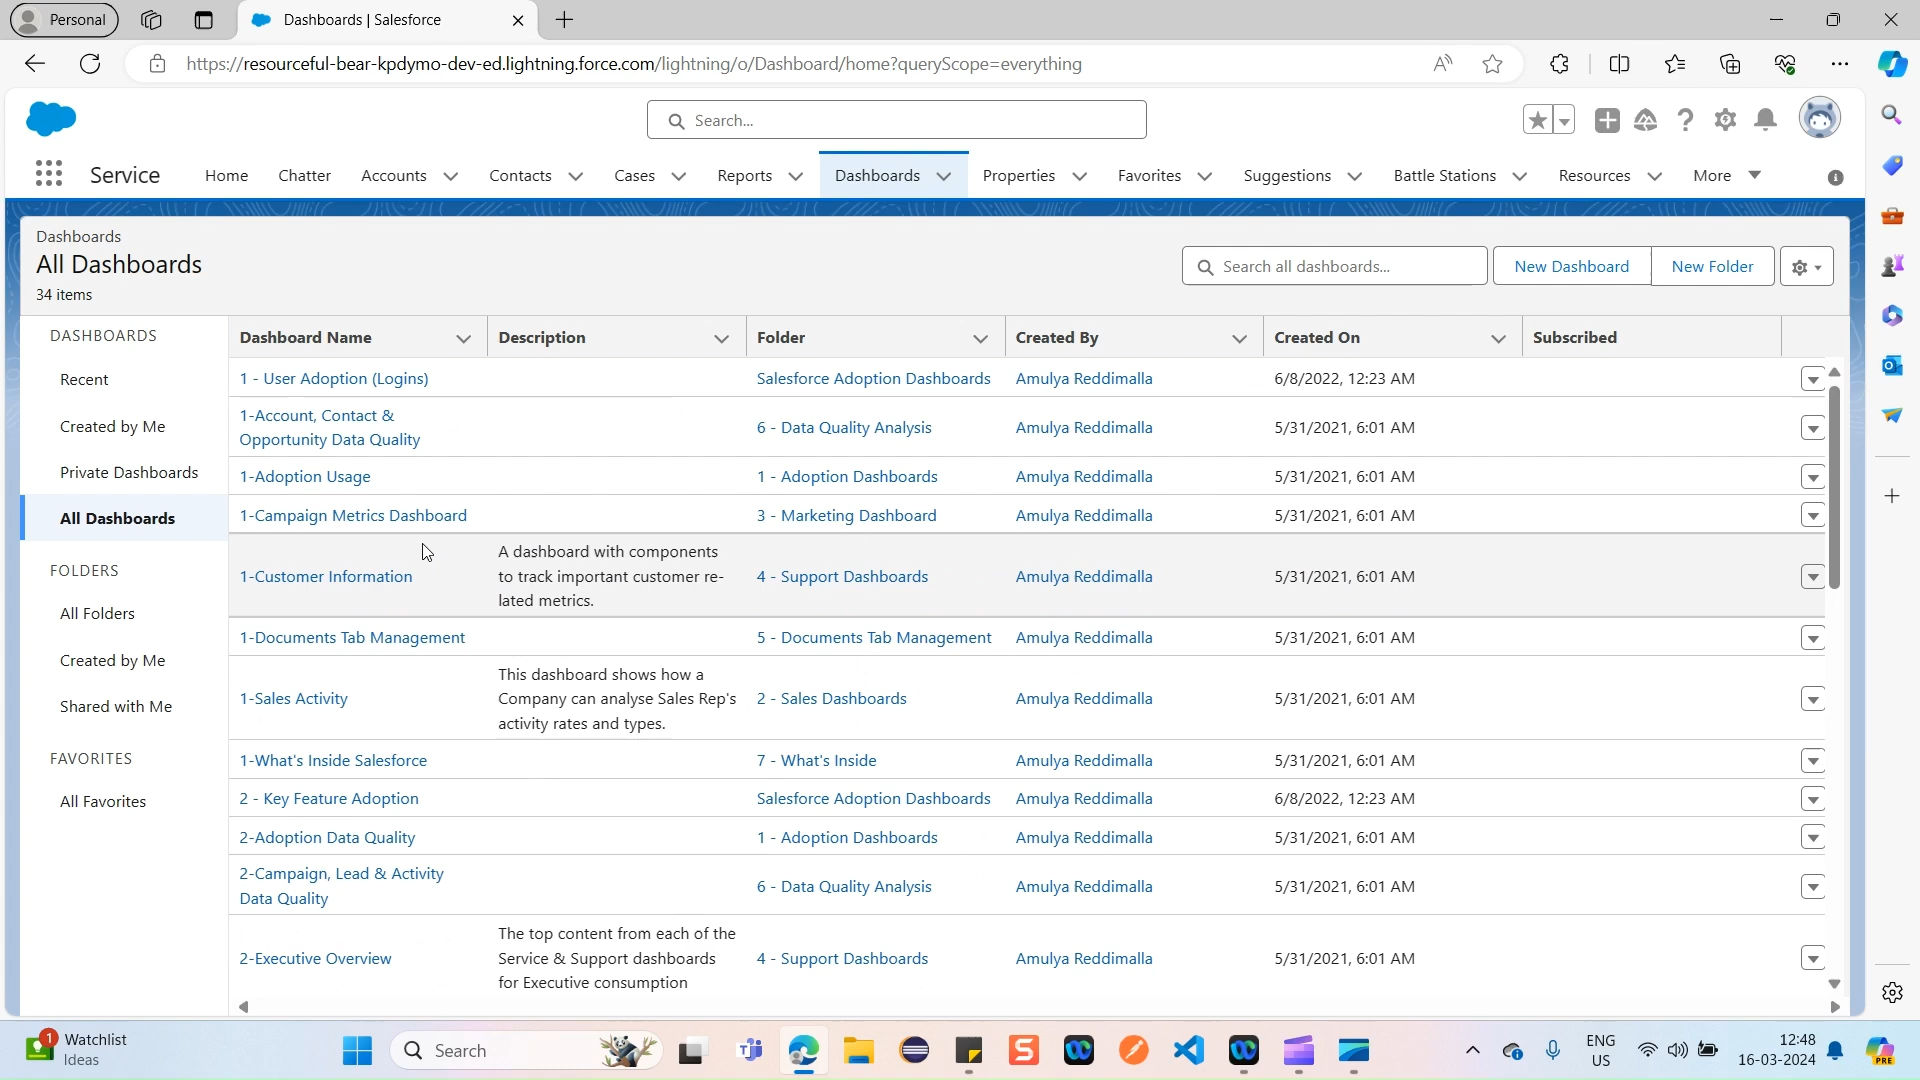 Personal
Dashboards | Salesforce
https://resourceful-bear-kpdymo-dev-ed.lightning.force.com/lightning/o/Dashboard/home?queryScope=everything
Search...
Service Home Chatter Accounts Contacts Cases Reports Dashboards Properties Favorites Suggestions Battle Stations Resources More
Dashboards
All Dashboards
34 items
Search all dashboards...
New Dashboard
New Folder
DASHBOARDS
Recent
Created by Me
Private Dashboards
All Dashboards
FOLDERS
All Folders
Created by Me
Shared with Me
FAVORITES
All Favorites
Dashboard Name Description Folder Created By Created On Subscribed
1 - User Adoption (Logins) Salesforce Adoption Dashboards Amulya Reddimalla 6/8/2022, 12:23 AM
1-Account, Contact &
Opportunity Data Quality
6 - Data Quality Analysis Amulya Reddimalla 5/31/2021, 6:01 AM
1-Adoption Usage 1 - Adoption Dashboards Amulya Reddimalla 5/31/2021, 6:01 AM
1-Campaign Metrics Dashboard 3 - Marketing Dashboard Amulya Reddimalla 5/31/2021, 6:01 AM
1-Customer Information
A dashboard with components
to track important customer re-
lated metrics.
4 - Support Dashboards Amulya Reddimalla 5/31/2021, 6:01 AM
1-Documents Tab Management 5 - Documents Tab Management Amulya Reddimalla 5/31/2021, 6:01 AM
1-Sales Activity
This dashboard shows how a
Company can analyse Sales Rep's
activity rates and types.
2 - Sales Dashboards Amulya Reddimalla 5/31/2021, 6:01 AM
1-What's Inside Salesforce 7 - What's Inside Amulya Reddimalla 5/31/2021, 6:01 AM
2 - Key Feature Adoption Salesforce Adoption Dashboards Amulya Reddimalla 6/8/2022, 12:23 AM
2-Adoption Data Quality 1 - Adoption Dashboards Amulya Reddimalla 5/31/2021, 6:01 AM
2-Campaign, Lead & Activity
Data Quality
6 - Data Quality Analysis Amulya Reddimalla 5/31/2021, 6:01 AM
2-Executive Overview
The top content from each of the
Service & Support dashboards
for Executive consumption
4 - Support Dashboards Amulya Reddimalla 5/31/2021, 6:01 AM
1
Watchlist
Ideas
Search
S
ENG
US
12:48
16-03-2024
PRE